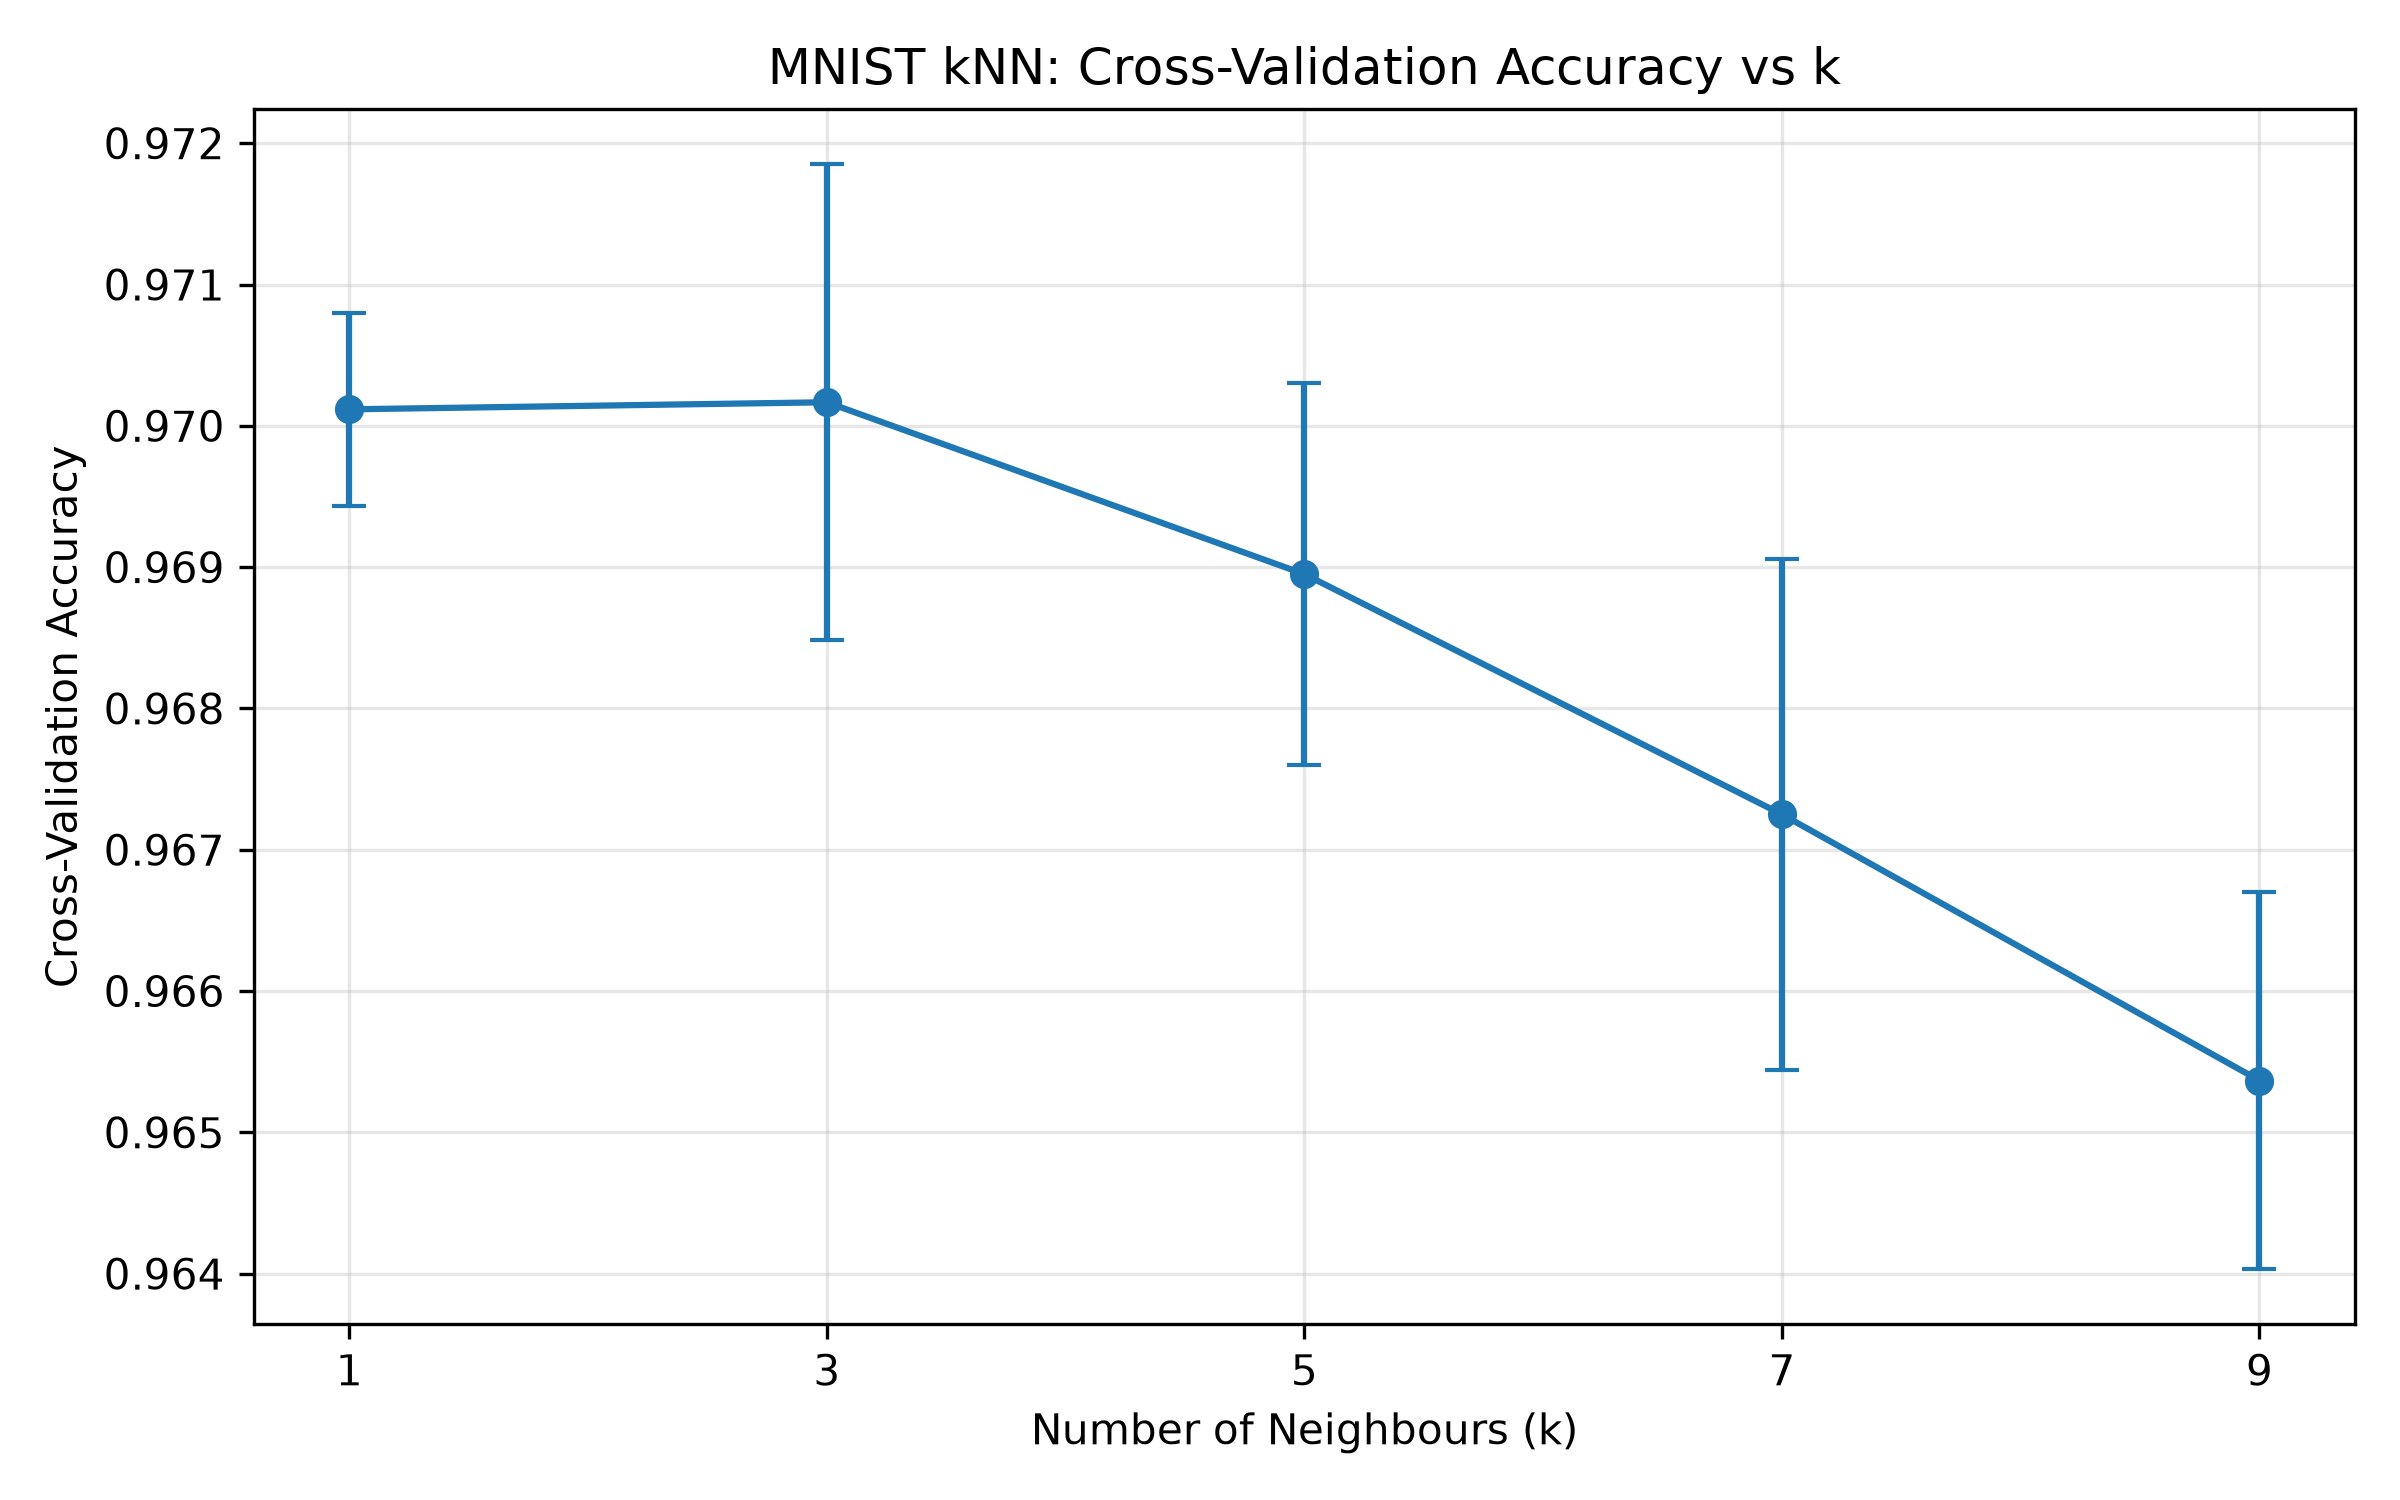 MNIST kNN: Cross-Validation Accuracy vs k
Cross-Validation Accuracy
0.972
0.971
0.970
0.969
0.968
0.967
0.966
0.965
0.964
1 3 5 7 9
Number of Neighbours (k)